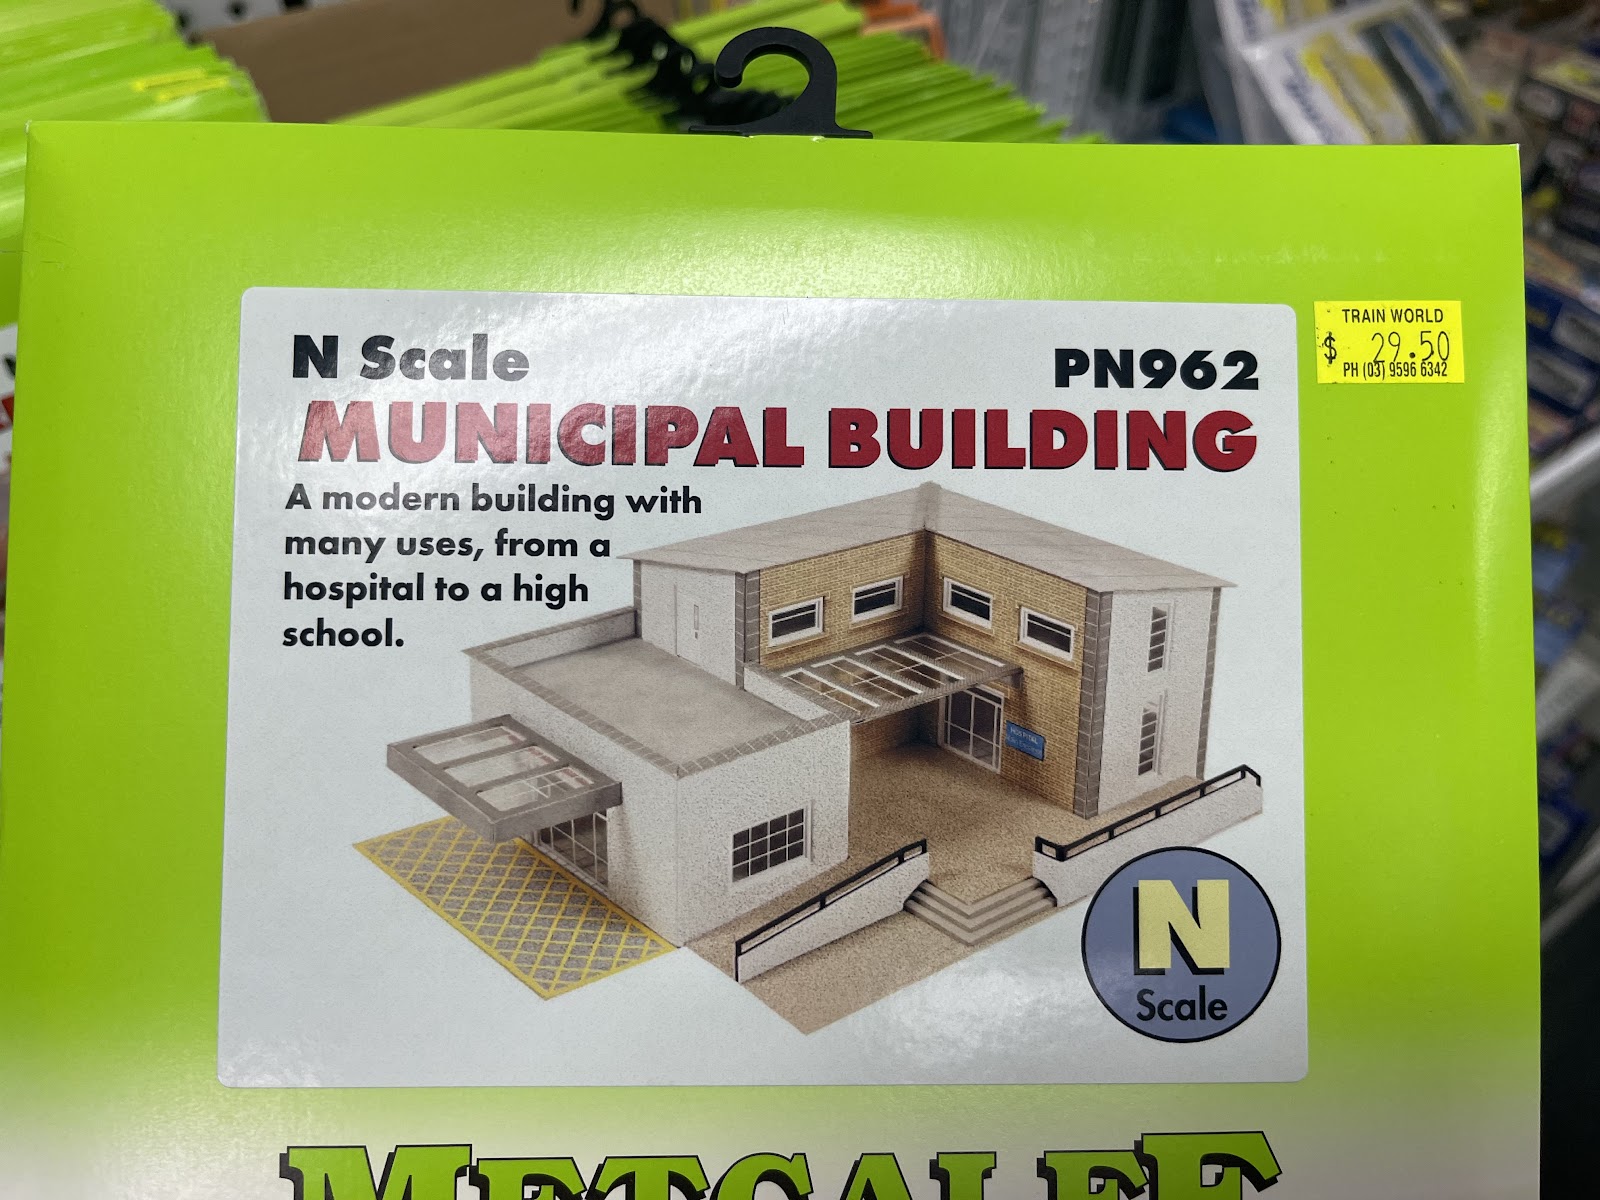 N Scale
PN962
MUNICIPAL BUILDING
A modern building with
many uses, from a
hospital to a high
school.
TRAIN WORLD
$ 29.50
PH (03) 9596 6342
HOSPITAL
N
Scale
METCALFE